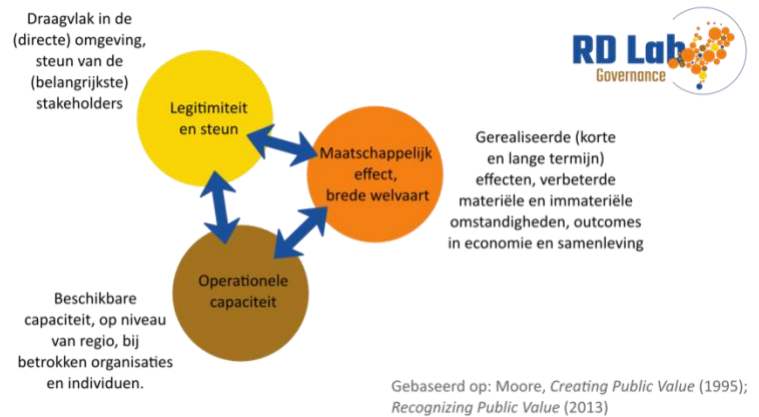 Draagvlak in de
(directe) omgeving,
steun van de
(belangrijkste)
stakeholders
RD Lab
Governance
Legitimiteit
en steun
Maatschappelijk
effect,
brede welvaart
Gerealiseerde (korte
en lange termijn)
effecten, verbeterde
materiële en immateriële
omstandigheden, outcomes
in economie en samenleving
Operationele
capaciteit
Beschikbare
capaciteit, op niveau
van regio, bij
betrokken organisaties
en individuen.
Gebaseerd op: Moore, Creating Public Value (1995);
Recognizing Public Value (2013)